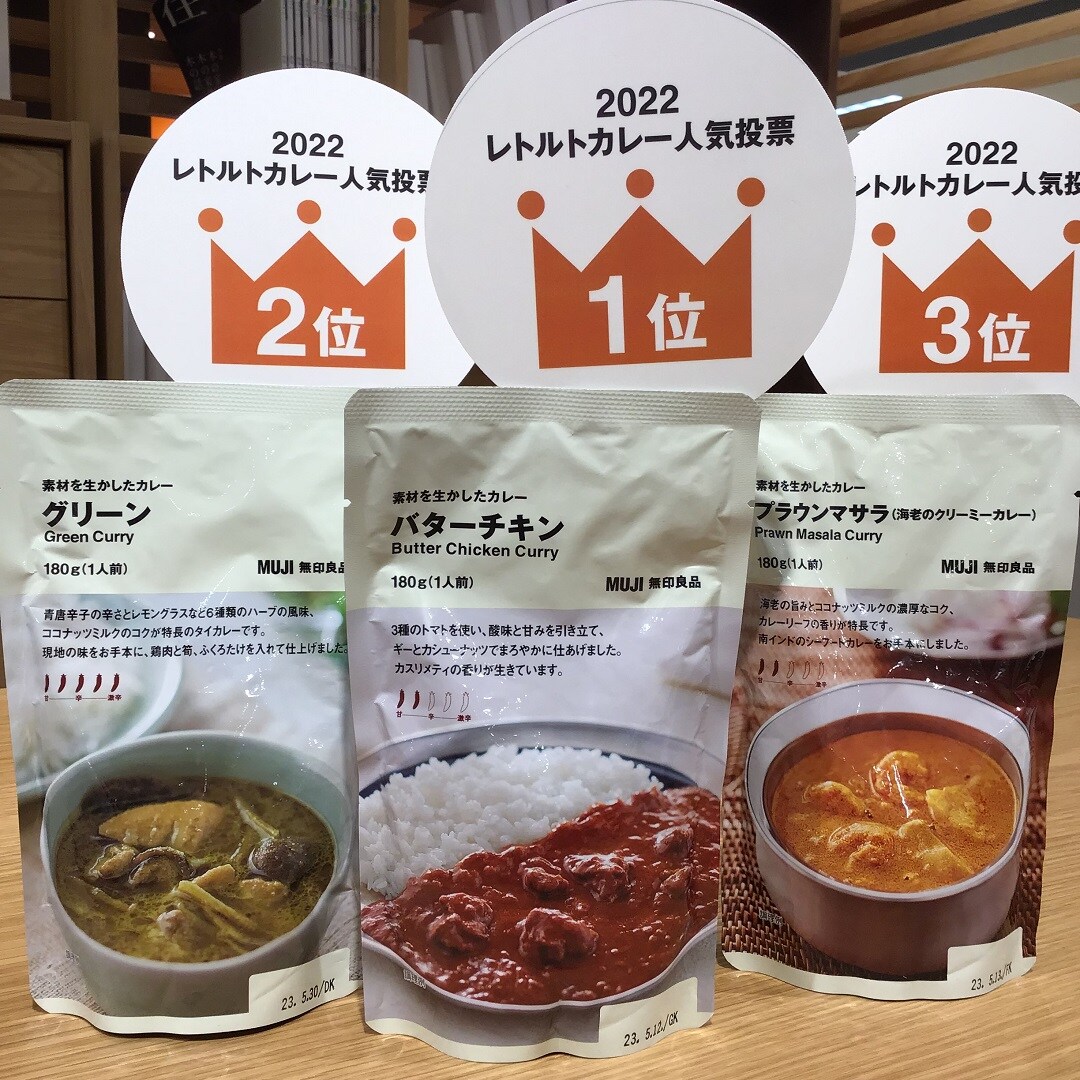 2022
レトルトカレー人気投票
2位
2022
レトルトカレー人気投票
1位
2022
レトルトカレー人気投
3位
素材を生かしたカレー
グリーン
Green Curry
180g(1人前)
MUJI 無印良品
青唐辛子の辛さとレモングラスなど6種類のハーブの風味、
ココナッツミルクのコクが特長のタイカレーです。
現地の味をお手本に、鶏肉と筍、ふくろたけを入れて仕上げました。
甘 辛 激辛
23. 5.30/DK
素材を生かしたカレー
バターチキン
Butter Chicken Curry
180g(1人前)
MUJI 無印良品
3種のトマトを使い、酸味と甘みを引き立て、
ギーとカシューナッツでまろやかに仕あげました。
カスリメティの香りが生きています。
甘 辛 激辛
23. 5.12./GK
素材を生かしたカレー
プラウンマサラ(海老のクリーミーカレー)
Prawn Masala Curry
180g(1人前)
MUJI 無印良品
海老の旨みとココナッツミルクの濃厚なコク、
カレーリーフの香りが特長です。
南インドのシーフードカレーをお手本にしました。
甘 辛 激辛
23. 5.13./TK